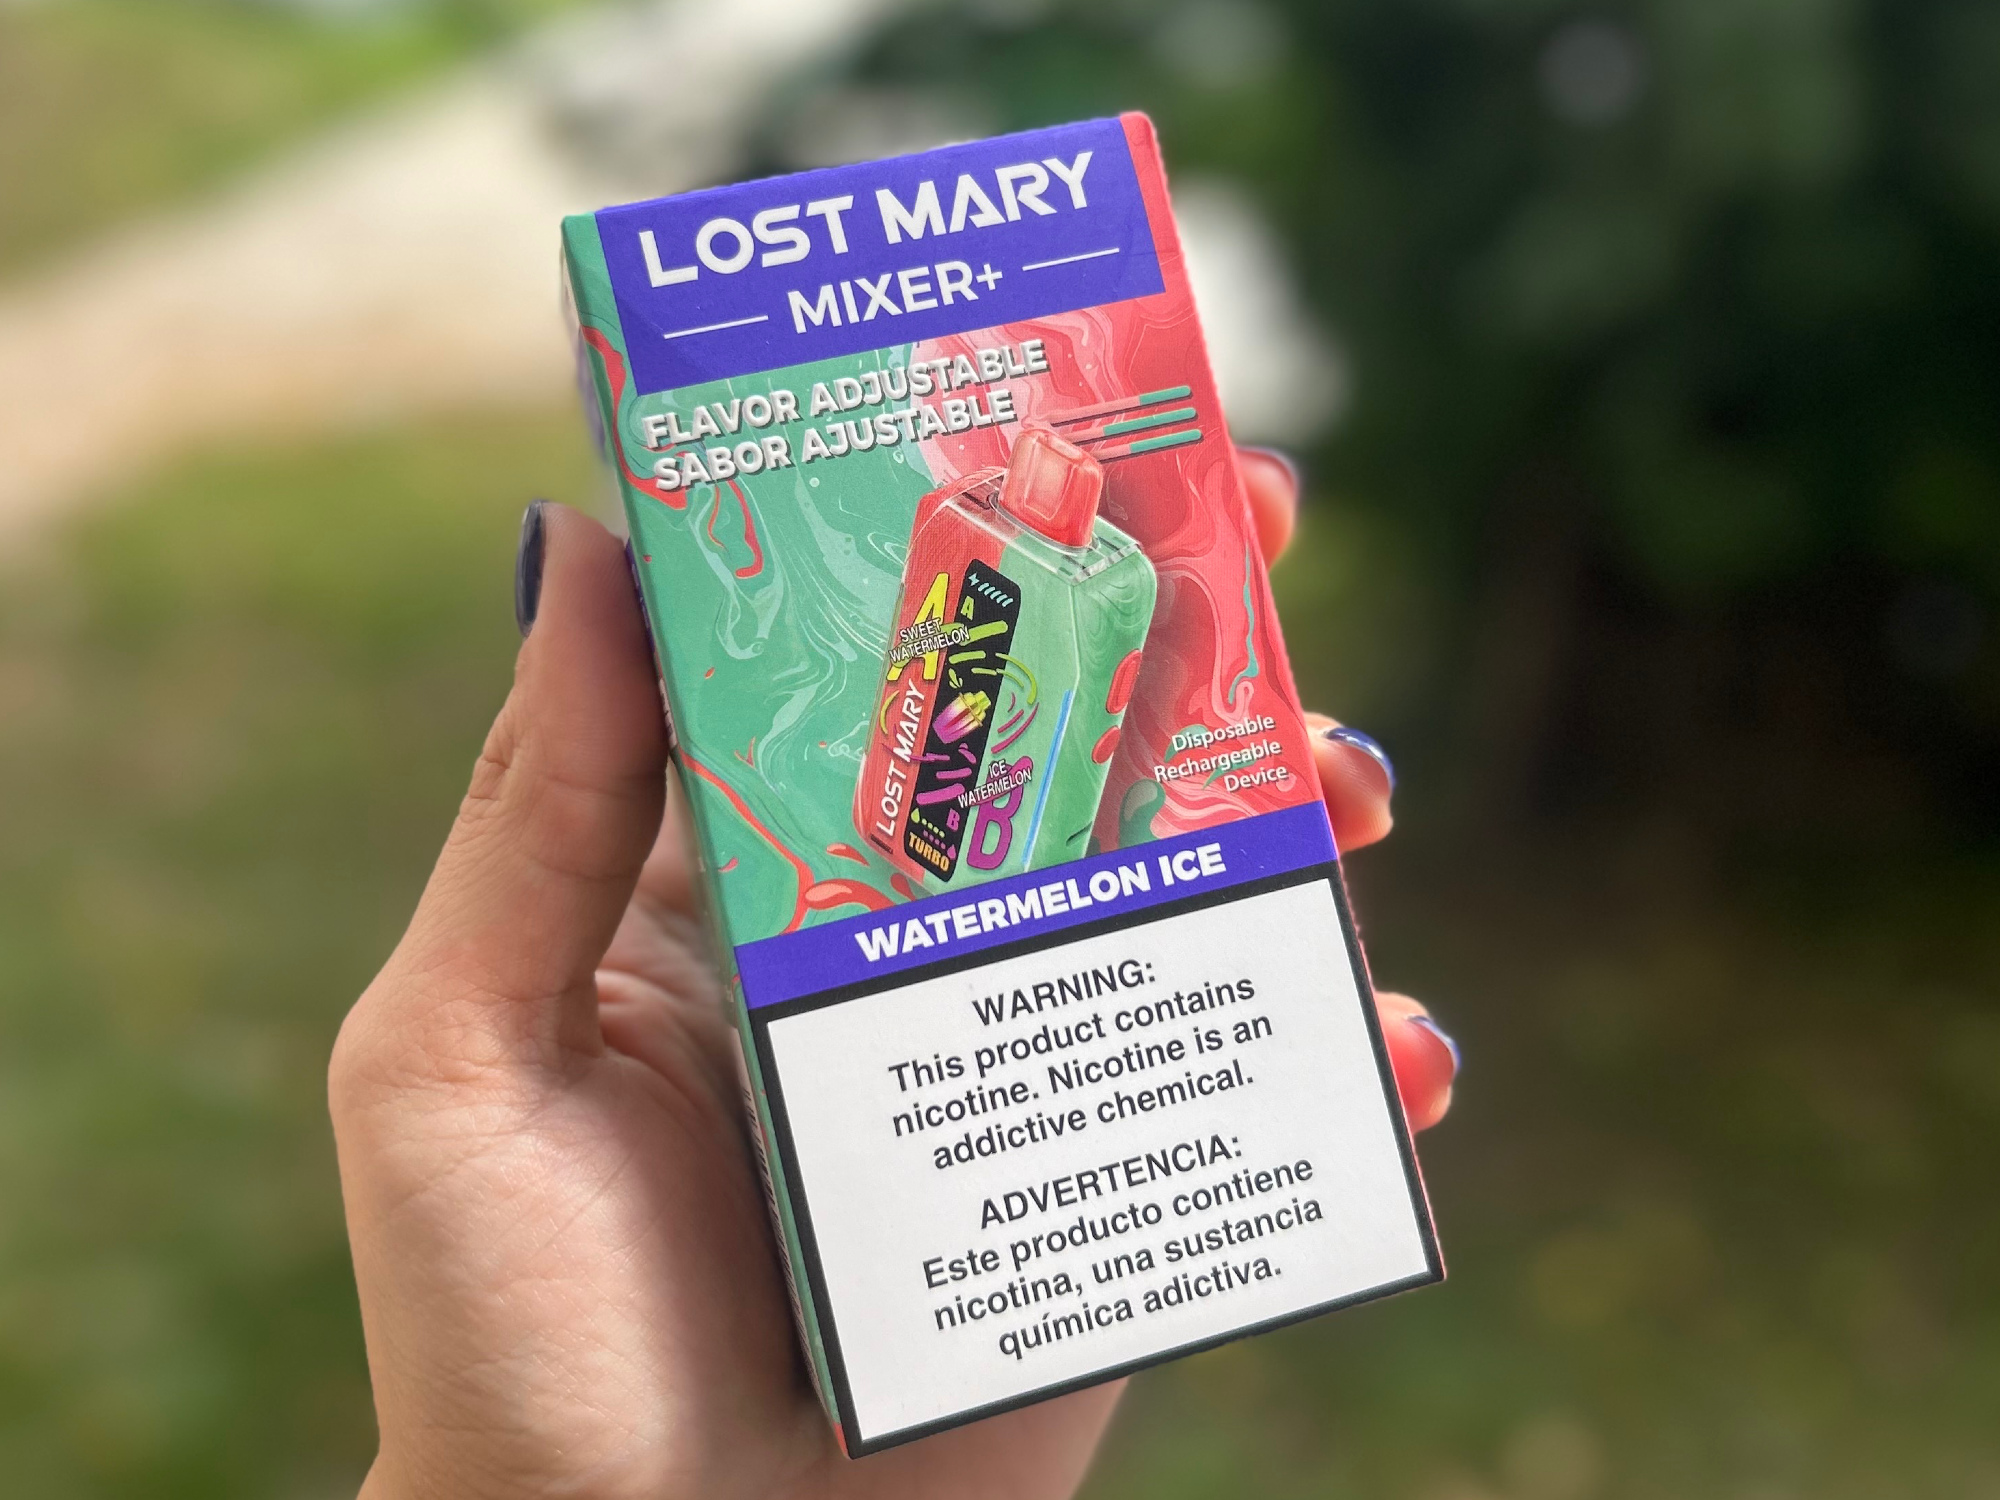 LOST MARY
MIXER+
FLAVOR ADJUSTABLE
SABOR AJUSTABLE
A
A
SWEET
WATERMELON
LOST MARY
ICE
WATERMELON
B
B
TURBO
Disposable
Rechargeable
Device
WATERMELON ICE
WARNING:
This product contains
nicotine. Nicotine is an
addictive chemical.
ADVERTENCIA:
Este producto contiene
nicotina, una sustancia
química adictiva.